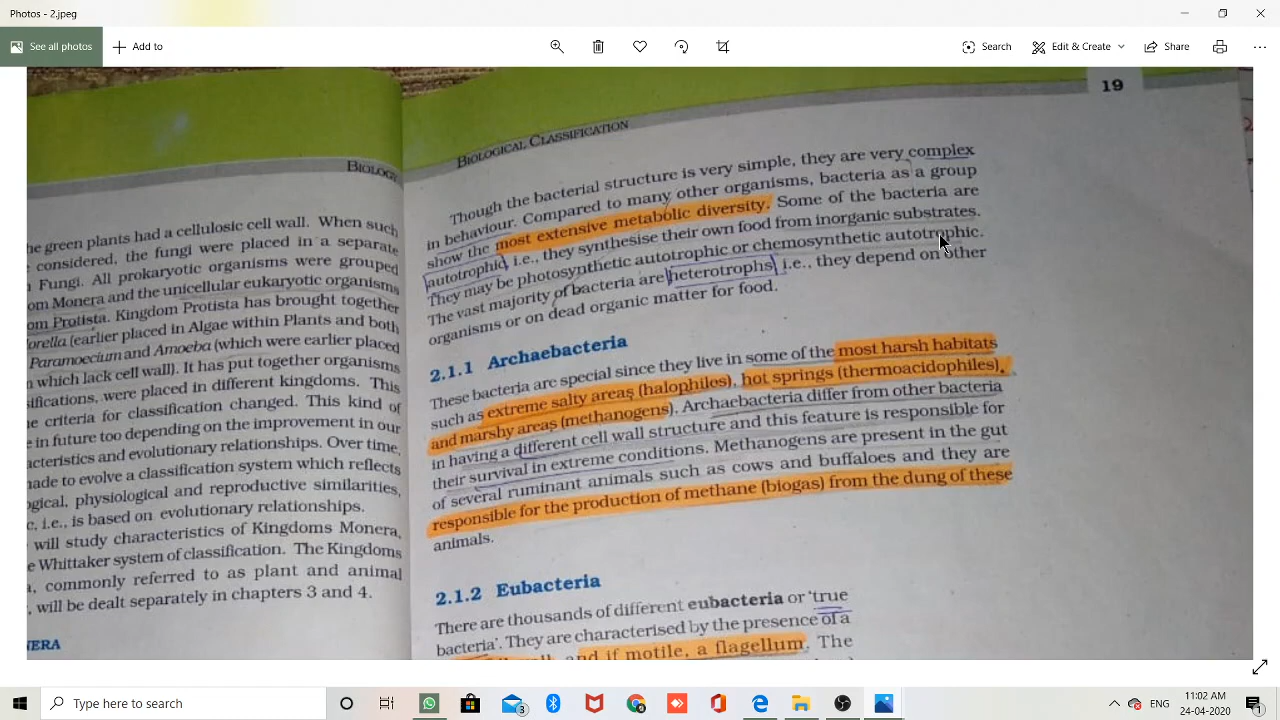 Photos - 2.jpeg
See all photos
Add to
Search
Edit & Create
Share
BIOLOGY
he green plants had a cellulosic cell wall. When such
considered, the fungi were placed in a separate
Fungi. All prokaryotic organisms were grouped
om Monera and the unicellular eukaryotic organisms
om Protista. Kingdom Protista has brought together
orella (earlier placed in Algae within Plants and both
Paramoecium and Amoeba (which were earlier placed
which lack cell wall). It has put together organisms
ifications, were placed in different kingdoms. This
e criteria for classification changed. This kind of
e in future too depending on the improvement in our
acteristics and evolutionary relationships. Over time,
nade to evolve a classification system which reflects
ogical, physiological and reproductive similarities,
c, i.e., is based on evolutionary relationships.
will study characteristics of Kingdoms Monera,
e Whittaker system of classification. The Kingdoms
a, commonly referred to as plant and animal
, will be dealt separately in chapters 3 and 4.
NERA
BIOLOGICAL CLASSIFICATION
19
Though the bacterial structure is very simple, they are very complex
in behaviour. Compared to many other organisms, bacteria as a group
show the most extensive metabolic diversity. Some of the bacteria are
autotrophic, i.e., they synthesise their own food from inorganic substrates.
They may be photosynthetic autotrophic or chemosynthetic autotrophic.
The vast majority of bacteria are heterotrophs, i.e., they depend on other
organisms or on dead organic matter for food.
2.1.1 Archaebacteria
These bacteria are special since they live in some of the most harsh habitats
such as extreme salty areas (halophiles), hot springs (thermoacidophiles),
and marshy areas (methanogens). Archaebacteria differ from other bacteria
in having a different cell wall structure and this feature is responsible for
their survival in extreme conditions. Methanogens are present in the gut
of several ruminant animals such as cows and buffaloes and they are
responsible for the production of methane (biogas) from the dung of these
animals.
2.1.2 Eubacteria
There are thousands of different eubacteria or 'true
bacteria'. They are characterised by the presence of a
and if motile, a flagellum. The
Type here to search
3
ENG
11:02 AM
24-04-2020
1